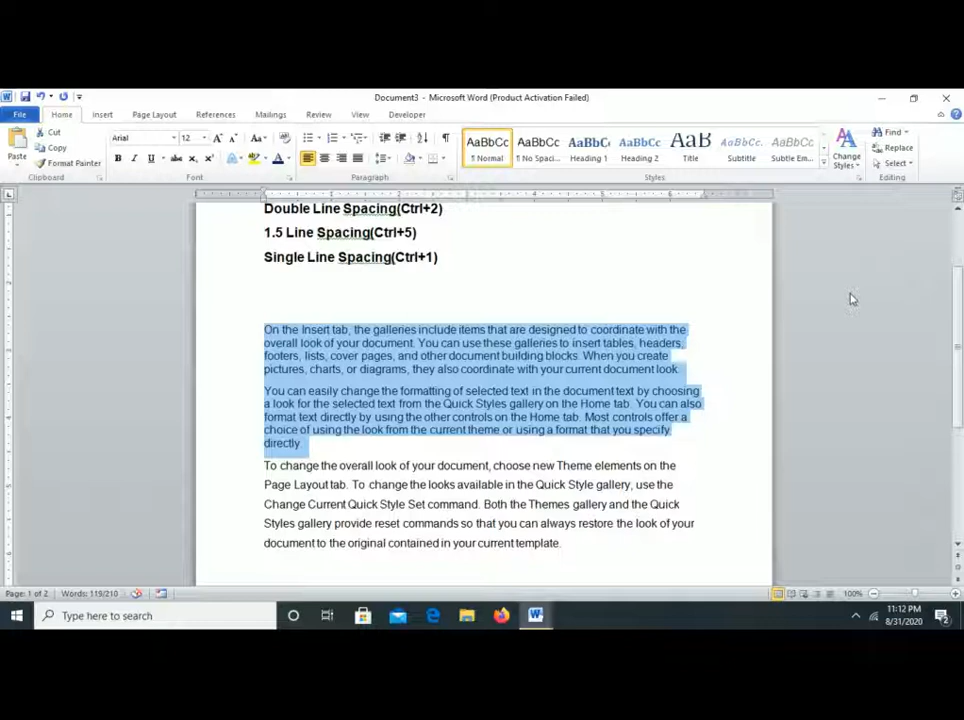 Document3 - Microsoft Word (Product Activation Failed)
File Home Insert Page Layout References Mailings Review View Developer
Cut
Copy
Format Painter
Paste
Clipboard
Arial 12
Font
Paragraph
AaBbCc AaBbCc AaBbC AaBbCc AaB AaBbCc AaBbCc
¶ Normal ¶ No Spaci... Heading 1 Heading 2 Title Subtitle Subtle Em...
Styles
Change
Styles
Find
Replace
Select
Editing
Double Line Spacing(Ctrl+2)
1.5 Line Spacing(Ctrl+5)
Single Line Spacing(Ctrl+1)
On the Insert tab, the galleries include items that are designed to coordinate with the
overall look of your document. You can use these galleries to insert tables, headers,
footers, lists, cover pages, and other document building blocks. When you create
pictures, charts, or diagrams, they also coordinate with your current document look.
You can easily change the formatting of selected text in the document text by choosing
a look for the selected text from the Quick Styles gallery on the Home tab. You can also
format text directly by using the other controls on the Home tab. Most controls offer a
choice of using the look from the current theme or using a format that you specify
directly.
To change the overall look of your document, choose new Theme elements on the
Page Layout tab. To change the looks available in the Quick Style gallery, use the
Change Current Quick Style Set command. Both the Themes gallery and the Quick
Styles gallery provide reset commands so that you can always restore the look of your
document to the original contained in your current template.
Page: 1 of 2 Words: 119/210
100%
Type here to search
11:12 PM
8/31/2020